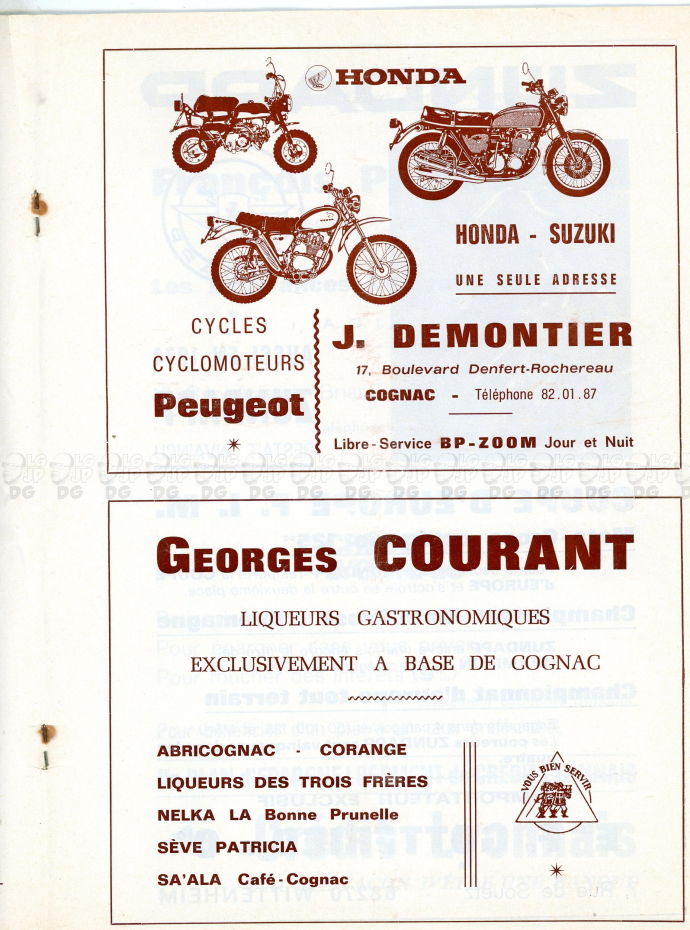 HONDA
HONDA - SUZUKI
UNE SEULE ADRESSE
CYCLES
CYCLOMOTEURS
Peugeot
J. DEMONTIER
17, Boulevard Denfert-Rochereau
COGNAC - Téléphone 82.01.87
Libre-Service BP-ZOOM Jour et Nuit
GEORGES COURANT
LIQUEURS GASTRONOMIQUES
EXCLUSIVEMENT A BASE DE COGNAC
ABRICOGNAC - CORANGE
LIQUEURS DES TROIS FRÈRES
NELKA LA Bonne Prunelle
SÈVE PATRICIA
SA'ALA Café-Cognac
VOUS BIEN SERVIR